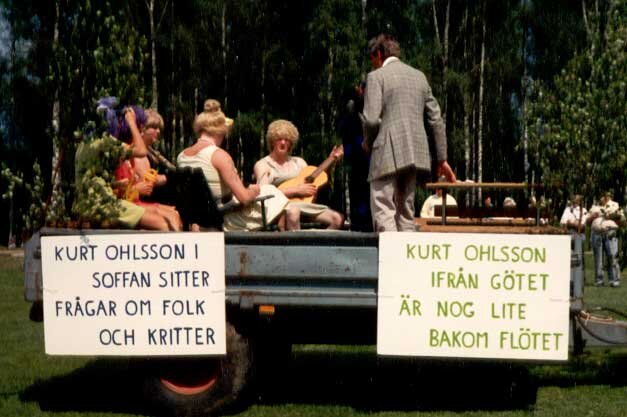 KURT OHLSSON I
SOFFAN SITTER
FRÅGAR OM FOLK
OCH KRITTER
KURT OHLSSON
IFRÅN GÖTET
ÄR NOG LITE
BAKOM FLÖTET